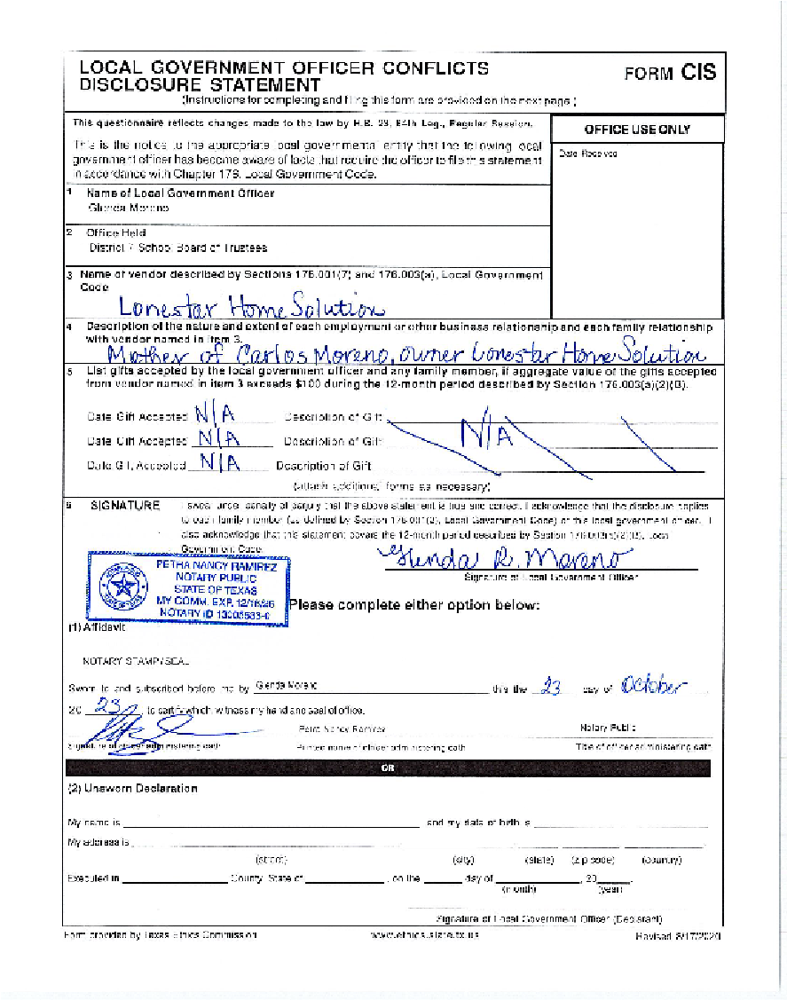 LOCAL GOVERNMENT OFFICER CONFLICTS
DISCLOSURE STATEMENT
FORM CIS
(Instructions for completing and filing this form are provided on the next page.)
This questionnaire reflects changes made to the law by H.B. 23, 84th Leg., Regular Session.
OFFICE USE ONLY
This is the notice to the appropriate local governmental entity that the following local
government officer has become aware of facts that require the officer to file this statement
in accordance with Chapter 176, Local Government Code.
Date Received
1 Name of Local Government Officer
Glenda Moreno
2 Office Held
District 7 School Board of Trustees
3 Name of vendor described by Sections 176.001(7) and 176.003(a), Local Government
Code
Lonestar Home Solution
4 Description of the nature and extent of each employment or other business relationship and each family relationship
with vendor named in item 3.
Mother of Carlos Moreno, owner Lonestar Home Solution
5 List gifts accepted by the local government officer and any family member, if aggregate value of the gifts accepted
from vendor named in item 3 exceeds $100 during the 12-month period described by Section 176.003(a)(2)(B).
Date Gift Accepted N/A Description of Gift
Date Gift Accepted N/A Description of Gift N/A
Date Gift Accepted N/A Description of Gift
(attach additional forms as necessary)
6 SIGNATURE I swear under penalty of perjury that the above statement is true and correct. I acknowledge that the disclosure applies
to each family member (as defined by Section 176.001(2), Local Government Code) of this local government officer. I
also acknowledge that this statement covers the 12-month period described by Section 176.003(a)(2)(B), Local
Government Code.
Glenda R. Moreno
Signature of Local Government Officer
PETRA NANCY RAMIREZ
NOTARY PUBLIC
STATE OF TEXAS
MY COMM. EXP. 12/16/26
NOTARY ID
Please complete either option below:
(1) Affidavit
NOTARY STAMP/SEAL
Sworn to and subscribed before me by Glenda Moreno this the 23 day of October
20 23, to certify which, witness my hand and seal of office.
Petra Nancy Ramirez Notary Public
Signature of officer administering oath Printed name of officer administering oath Title of officer administering oath
OR
(2) Unsworn Declaration
My name is and my date of birth is
My address is
(street) (city) (state) (zip code) (country)
Executed in County, State of , on the day of , 20 .
(month) (year)
Signature of Local Government Officer (Declarant)
Form provided by Texas Ethics Commission www.ethics.state.tx.us Revised 8/17/2020